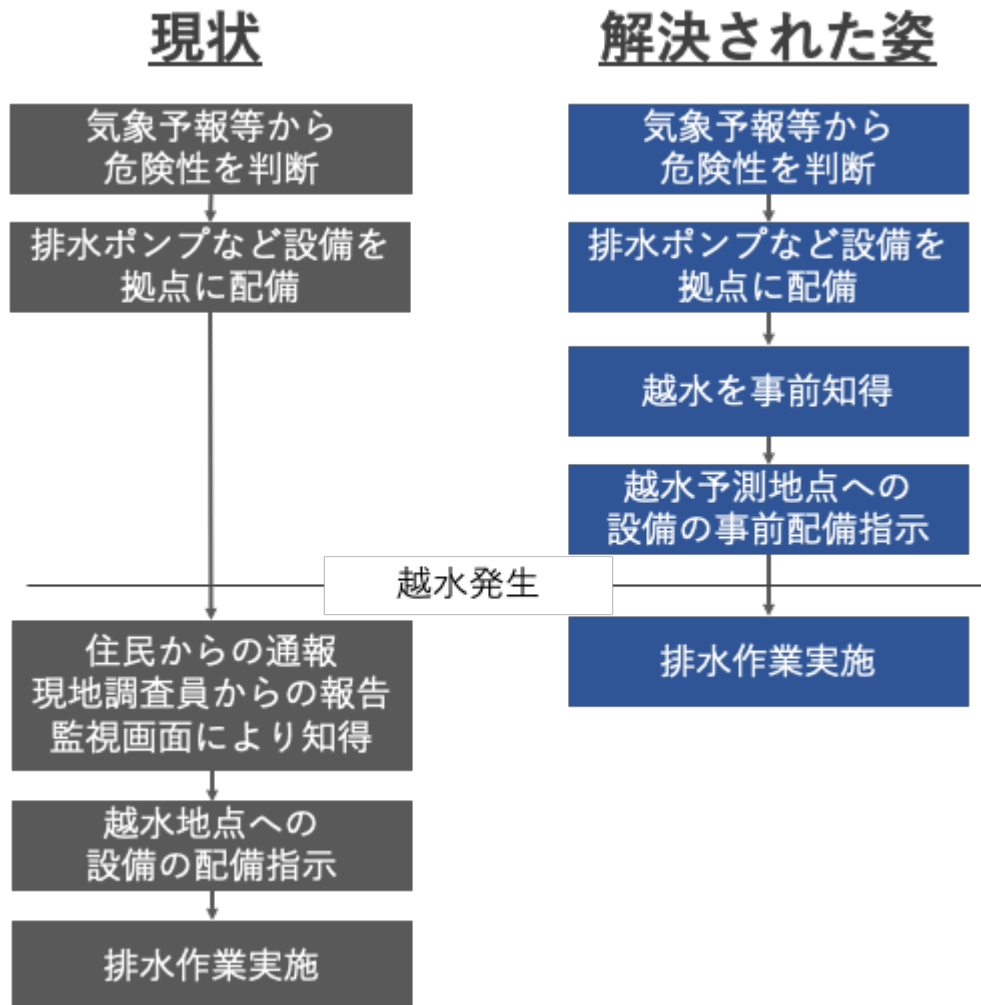 現状
気象予報等から
危険性を判断
排水ポンプなど設備を
拠点に配備
住民からの通報
現地調査員からの報告
監視画面により知得
越水地点への
設備の配備指示
排水作業実施
越水発生
解決された姿
気象予報等から
危険性を判断
排水ポンプなど設備を
拠点に配備
越水を事前知得
越水予測地点への
設備の事前配備指示
排水作業実施